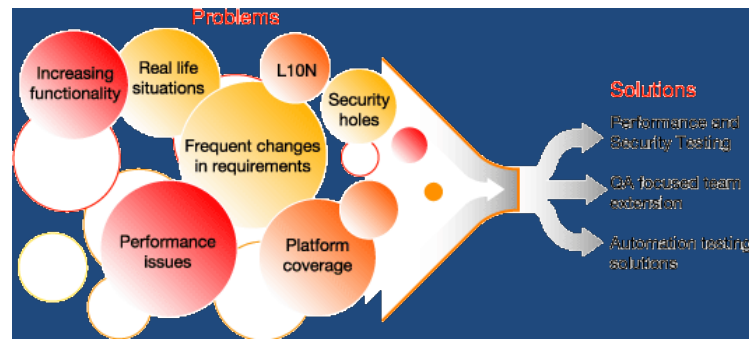 Problems
Increasing
functionality
Real life
situations
L10N
Security
holes
Frequent changes
in requirements
Performance
issues
Platform
coverage
Solutions
Performance and
Security Testing
QA focused team
extension
Automation testing
solutions